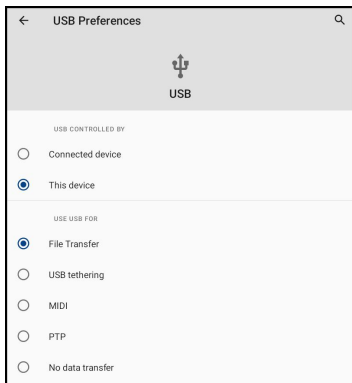 USB Preferences
USB
USB CONTROLLED BY
Connected device
This device
USE USB FOR
File Transfer
USB tethering
MIDI
PTP
No data transfer